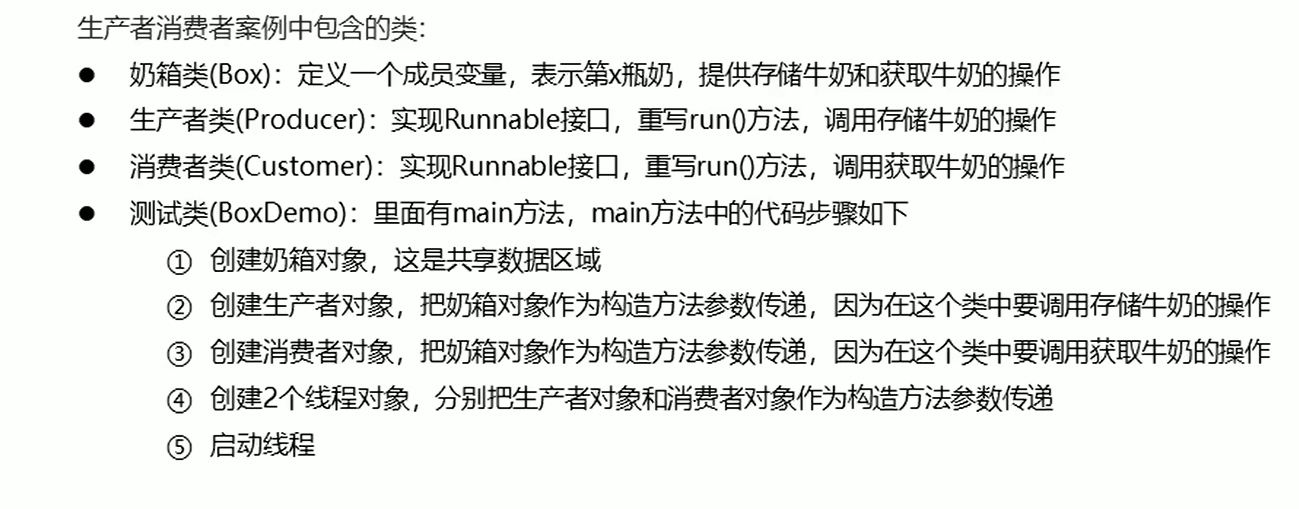 生产者消费者案例中包含的类：
● 奶箱类(Box)：定义一个成员变量，表示第x瓶奶，提供存储牛奶和获取牛奶的操作
● 生产者类(Producer)：实现Runnable接口，重写run()方法，调用存储牛奶的操作
● 消费者类(Customer)：实现Runnable接口，重写run()方法，调用获取牛奶的操作
● 测试类(BoxDemo)：里面有main方法，main方法中的代码步骤如下
① 创建奶箱对象，这是共享数据区域
② 创建生产者对象，把奶箱对象作为构造方法参数传递，因为在这个类中要调用存储牛奶的操作
③ 创建消费者对象，把奶箱对象作为构造方法参数传递，因为在这个类中要调用获取牛奶的操作
④ 创建2个线程对象，分别把生产者对象和消费者对象作为构造方法参数传递
⑤ 启动线程